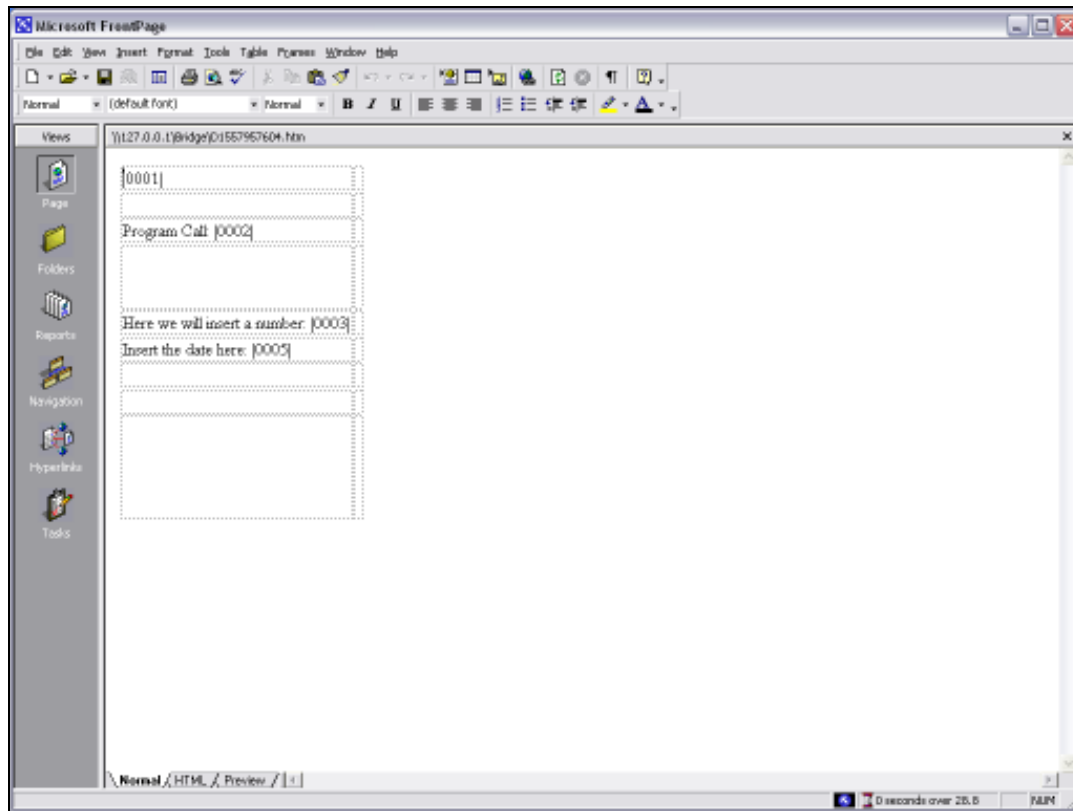 Microsoft FrontPage
File Edit View Insert Format Tools Table Frames Window Help
Normal (default font) Normal B I U A
Views \\127.0.0.1\Bridge\D1557957604.htm
Page
Folders
Reports
Navigation
Hyperlinks
Tasks
|0001|
Program Call: |0002|
Here we will insert a number: |0003|
Insert the date here: |0005|
Normal HTML Preview
0 seconds over 28.8 NUM